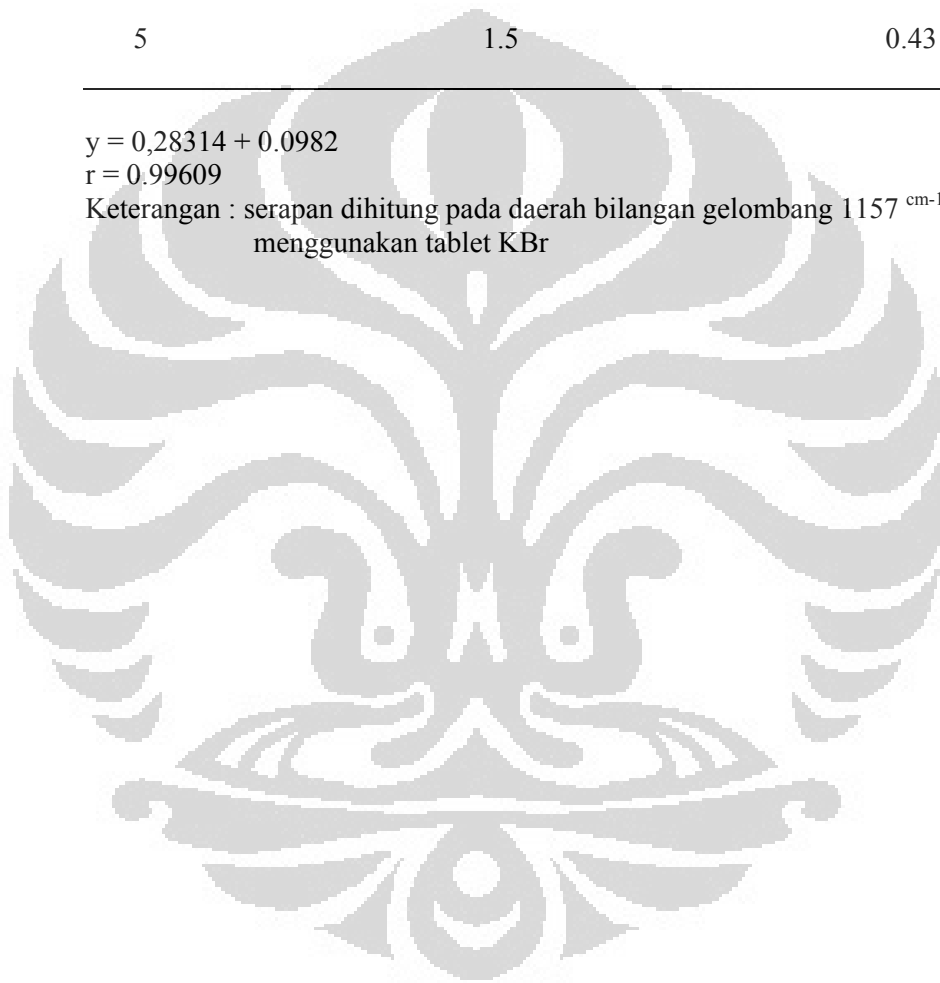 5 1.5 0.43
y = 0,28314 + 0.0982
r = 0.99609
Keterangan : serapan dihitung pada daerah bilangan gelombang 1157 cm-1
menggunakan tablet KBr